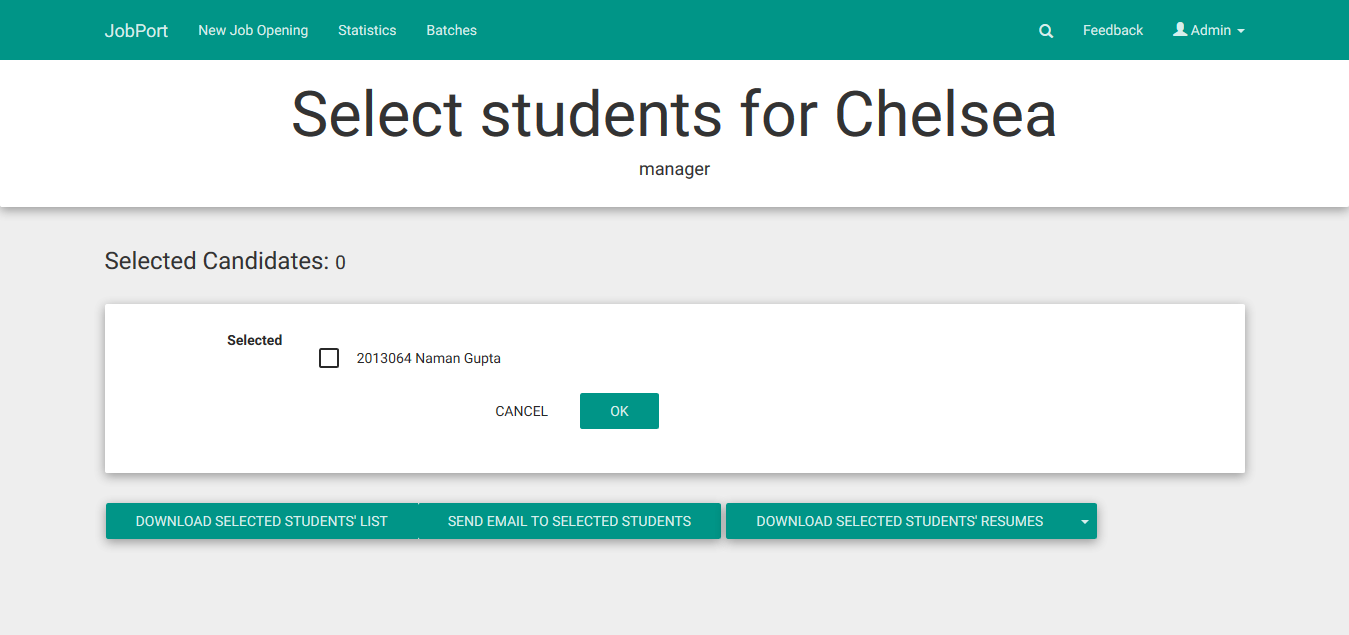 JobPort New Job Opening Statistics Batches Feedback Admin
Select students for Chelsea
manager
Selected Candidates: 0
Selected
2013064 Naman Gupta
CANCEL OK
DOWNLOAD SELECTED STUDENTS' LIST SEND EMAIL TO SELECTED STUDENTS DOWNLOAD SELECTED STUDENTS' RESUMES